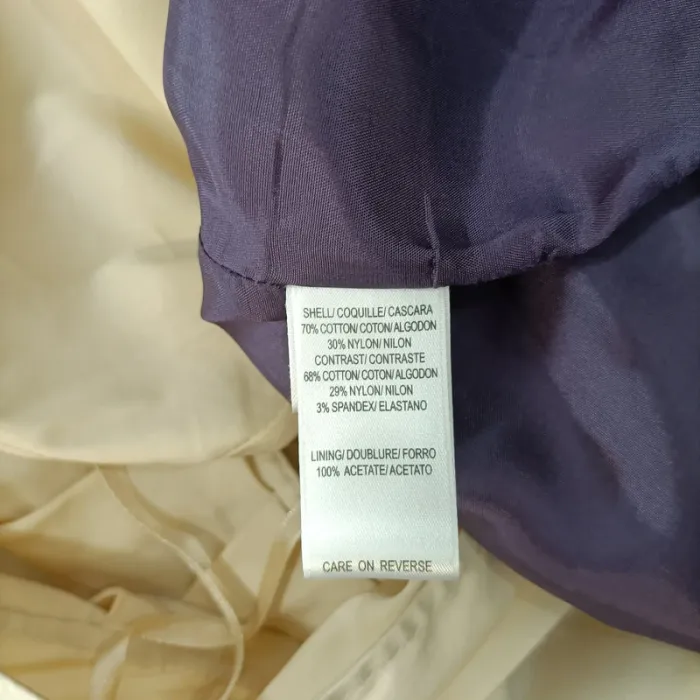 SHELL/ COQUILLE/ CASCARA
70% COTTON/ COTON/ ALGODON
30% NYLON/ NILON
CONTRAST/ CONTRASTE
68% COTTON/ COTON/ ALGODON
29% NYLON/ NILON
3% SPANDEX/ ELASTANO
LINING/ DOUBLURE/ FORRO
100% ACETATE/ ACETATO
CARE ON REVERSE